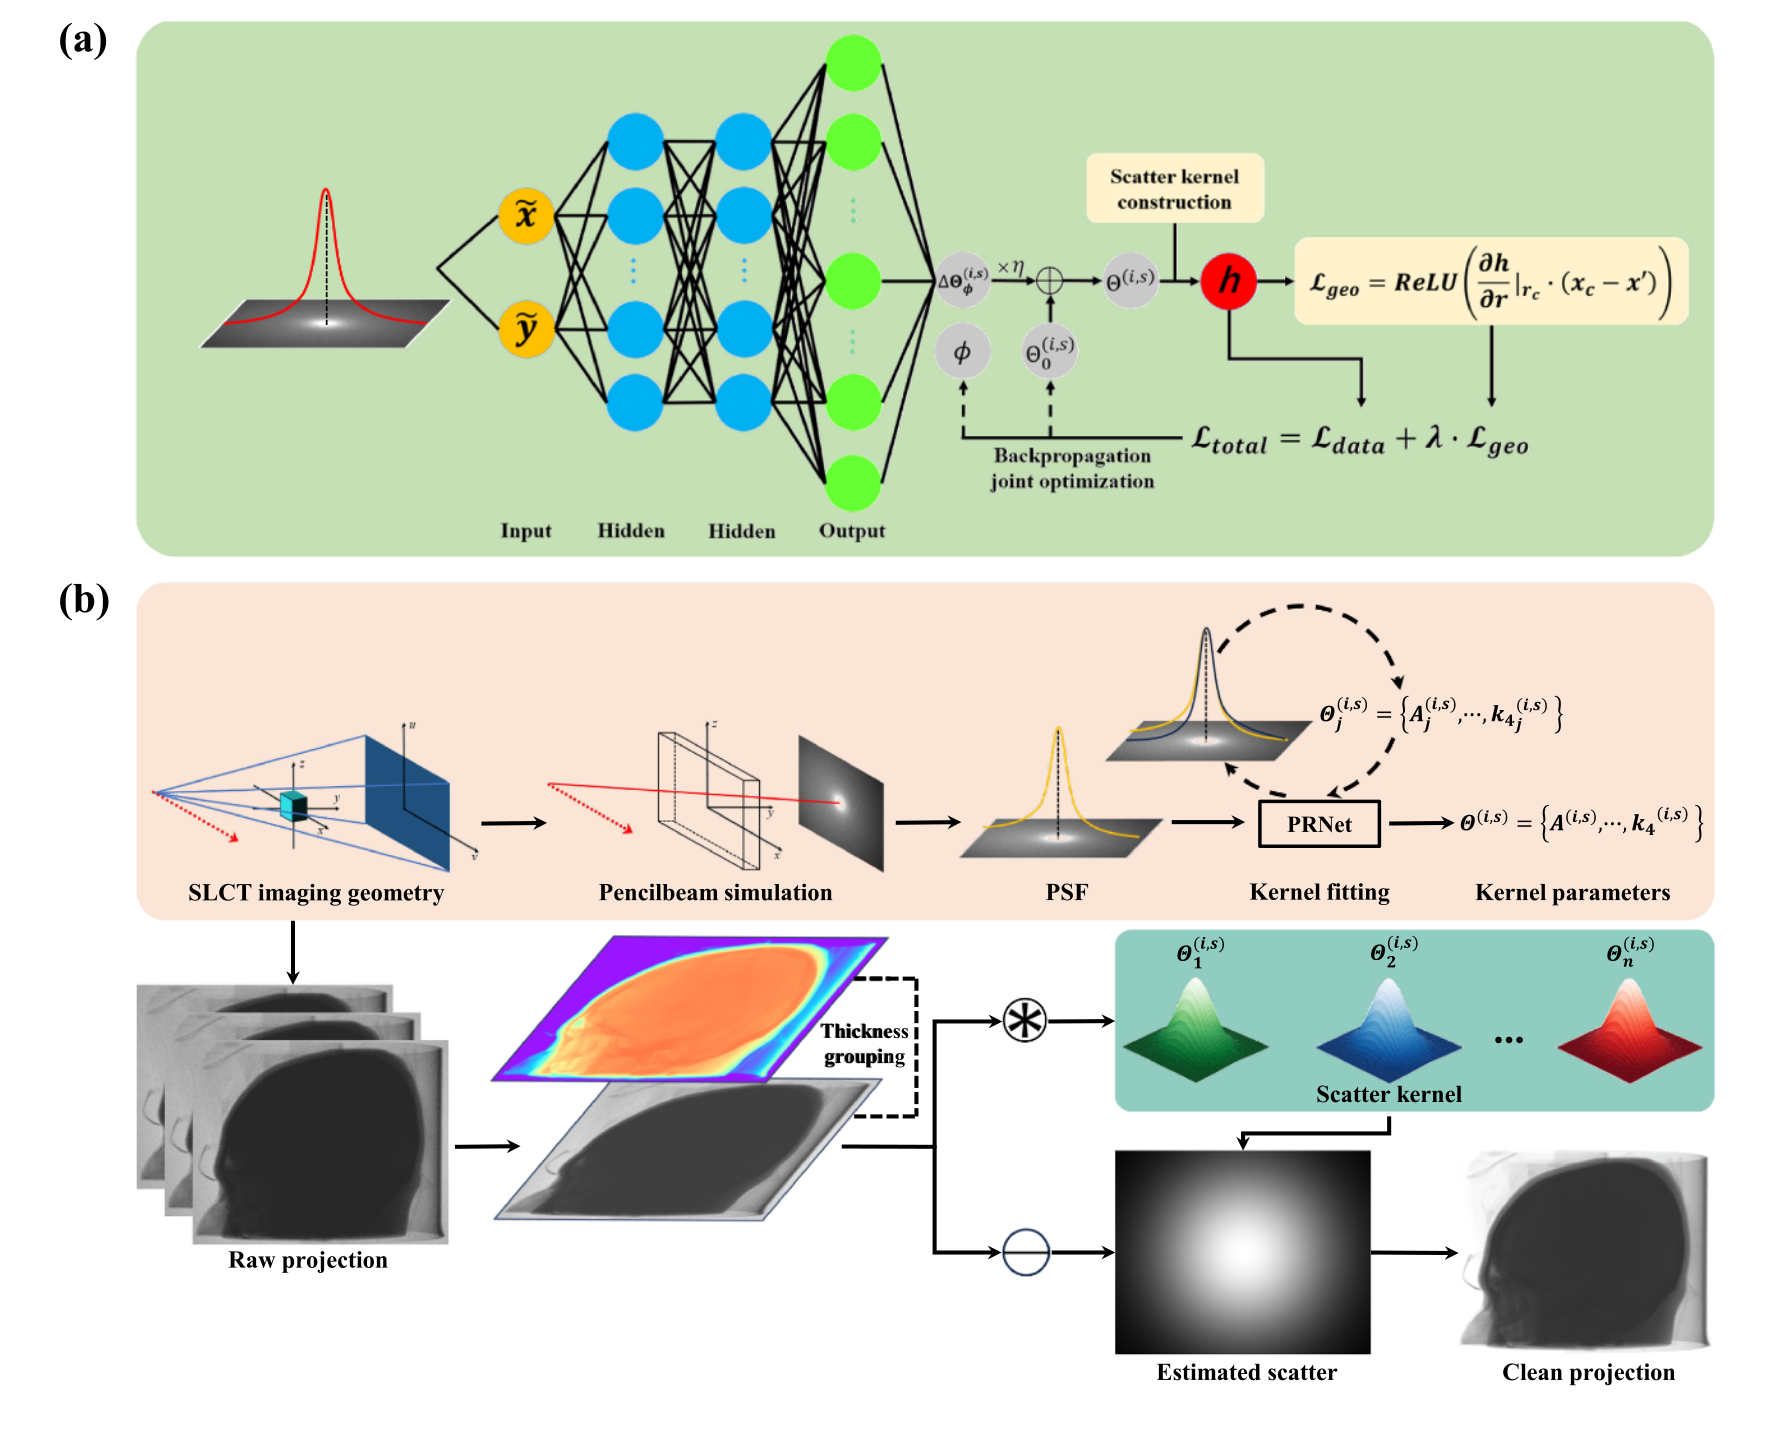 (a)
x̃
ỹ
⋮
⋮
⋮
⋮
Input
Hidden
Hidden
Output
ΔΘ_ϕ^(i,s)
×η
Θ^(i,s)
ϕ
Θ_0^(i,s)
Scatter kernel
construction
h
ℒ_geo = ReLU(∂h/∂r |_{r_c} · (x_c − x′))
ℒ_total = ℒ_data + λ · ℒ_geo
Backpropagation
joint optimization
(b)
z
y
x
u
v
SLCT imaging geometry
z
y
x
Pencilbeam simulation
PSF
Θ_j^(i,s) = {A_j^(i,s),⋯, k_4j^(i,s)}
PRNet
Kernel fitting
Θ^(i,s) = {A^(i,s),⋯, k_4^(i,s)}
Kernel parameters
Raw projection
Thickness
grouping
Θ_1^(i,s)
Θ_2^(i,s)
Θ_n^(i,s)
...
Scatter kernel
Estimated scatter
Clean projection